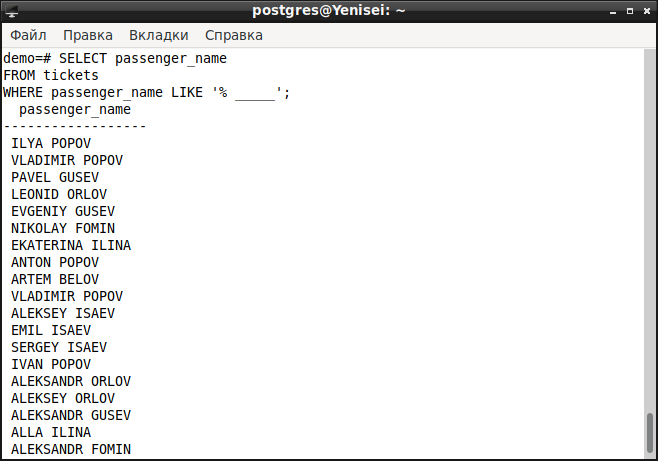 postgres@Yenisei: ~
Файл Правка Вкладки Справка
demo=# SELECT passenger_name
FROM tickets
WHERE passenger_name LIKE '% _____';
passenger_name
------------------
ILYA POPOV
VLADIMIR POPOV
PAVEL GUSEV
LEONID ORLOV
EVGENIY GUSEV
NIKOLAY FOMIN
EKATERINA ILINA
ANTON POPOV
ARTEM BELOV
VLADIMIR POPOV
ALEKSEY ISAEV
EMIL ISAEV
SERGEY ISAEV
IVAN POPOV
ALEKSANDR ORLOV
ALEKSEY ORLOV
ALEKSANDR GUSEV
ALLA ILINA
ALEKSANDR FOMIN